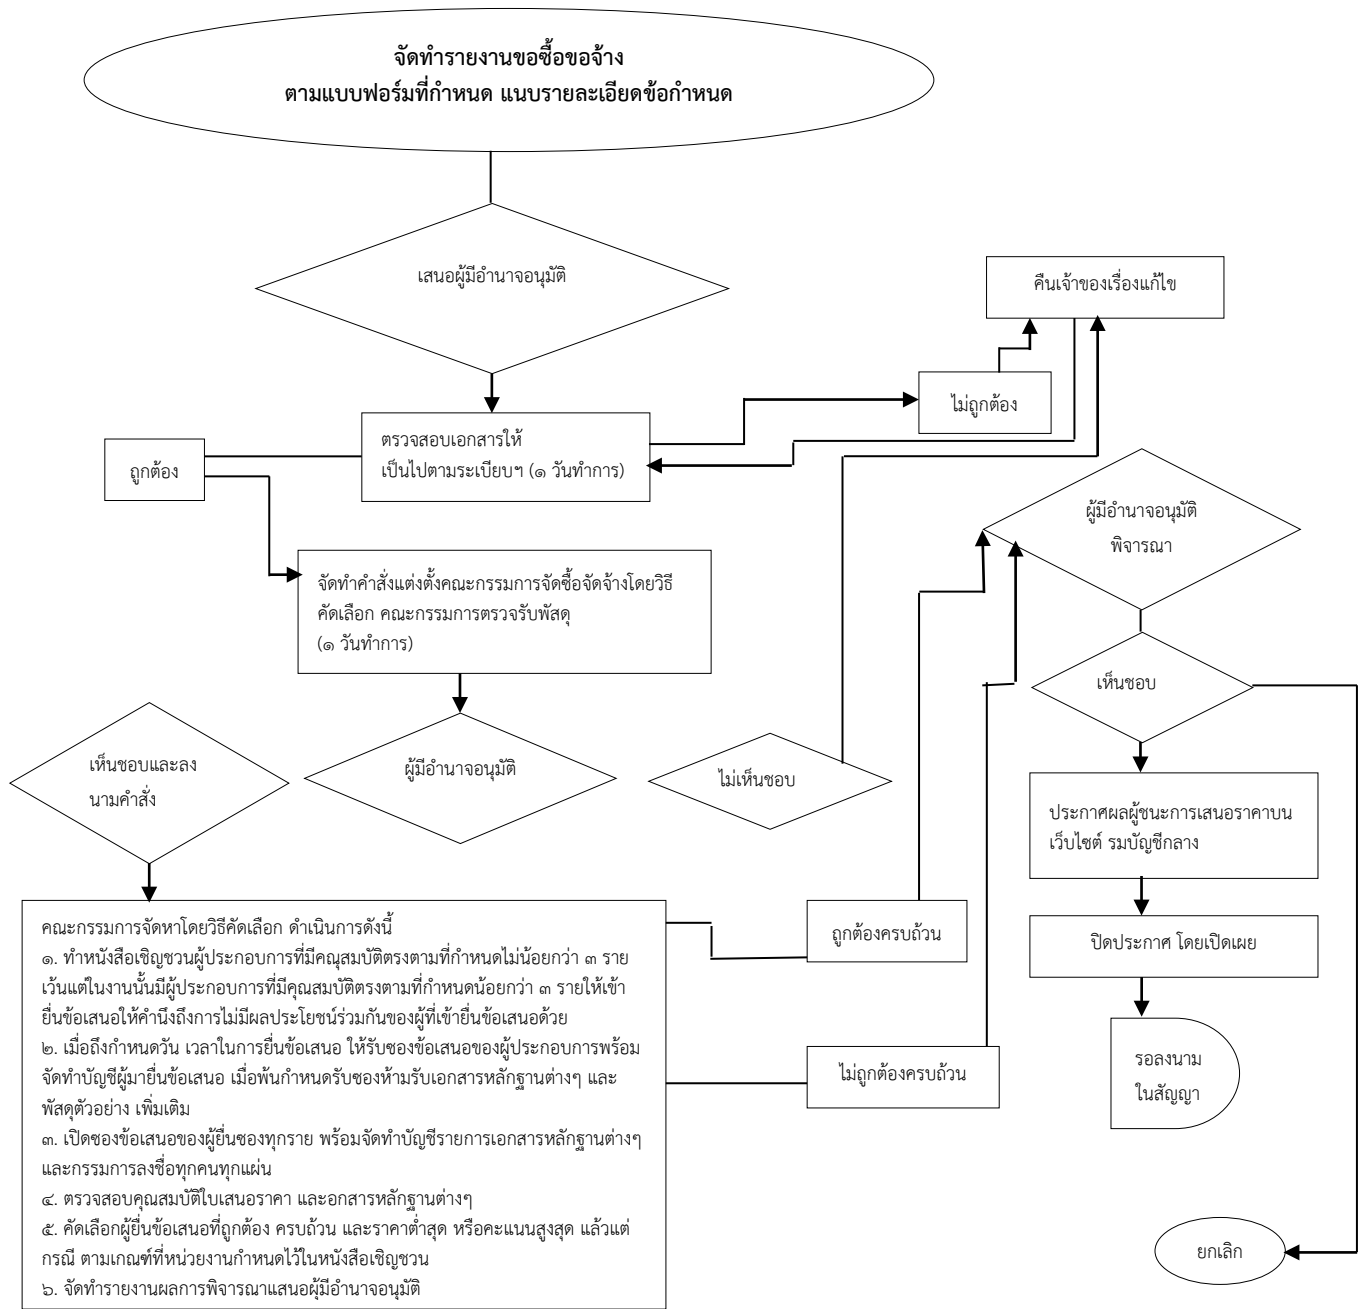 จัดทำรายงานขอซื้อขอจ้าง
ตามแบบฟอร์มที่กำหนด แนบรายละเอียดข้อกำหนด
เสนอผู้มีอำนาจอนุมัติ
คืนเจ้าของเรื่องแก้ไข
ไม่ถูกต้อง
ตรวจสอบเอกสารให้
เป็นไปตามระเบียบฯ (๑ วันทำการ)
ถูกต้อง
ผู้มีอำนาจอนุมัติ
พิจารณา
จัดทำคำสั่งแต่งตั้งคณะกรรมการจัดซื้อจัดจ้างโดยวิธี
คัดเลือก คณะกรรมการตรวจรับพัสดุ
(๑ วันทำการ)
เห็นชอบ
เห็นชอบและลง
นามคำสั่ง
ผู้มีอำนาจอนุมัติ
ไม่เห็นชอบ
ประกาศผลผู้ชนะการเสนอราคาบน
เว็บไซต์ รมบัญชีกลาง
คณะกรรมการจัดหาโดยวิธีคัดเลือก ดำเนินการดังนี้
๑. ทำหนังสือเชิญชวนผู้ประกอบการที่มีคณุสมบัติตรงตามที่กำหนดไม่น้อยกว่า ๓ ราย
เว้นแต่ในงานนั้นมีผู้ประกอบการที่มีคุณสมบัติตรงตามที่กำหนดน้อยกว่า ๓ รายให้เข้า
ยื่นข้อเสนอให้คำนึงถึงการไม่มีผลประโยชน์ร่วมกันของผู้ที่เข้ายื่นข้อเสนอด้วย
๒. เมื่อถึงกำหนดวัน เวลาในการยื่นข้อเสนอ ให้รับซองข้อเสนอของผู้ประกอบการพร้อม
จัดทำบัญชีผู้มายื่นข้อเสนอ เมื่อพ้นกำหนดรับซองห้ามรับเอกสารหลักฐานต่างๆ และ
พัสดุตัวอย่าง เพิ่มเติม
๓. เปิดซองข้อเสนอของผู้ยื่นซองทุกราย พร้อมจัดทำบัญชีรายการเอกสารหลักฐานต่างๆ
และกรรมการลงชื่อทุกคนทุกแผ่น
๔. ตรวจสอบคุณสมบัติใบเสนอราคา และอกสารหลักฐานต่างๆ
๕. คัดเลือกผู้ยื่นข้อเสนอที่ถูกต้อง ครบถ้วน และราคาต่ำสุด หรือคะแนนสูงสุด แล้วแต่
กรณี ตามเกณฑ์ที่หน่วยงานกำหนดไว้ในหนังสือเชิญชวน
๖. จัดทำรายงานผลการพิจารณาแสนอผู้มีอำนาจอนุมัติ
ถูกต้องครบถ้วน
ปิดประกาศ โดยเปิดเผย
ไม่ถูกต้องครบถ้วน
รอลงนาม
ในสัญญา
ยกเลิก